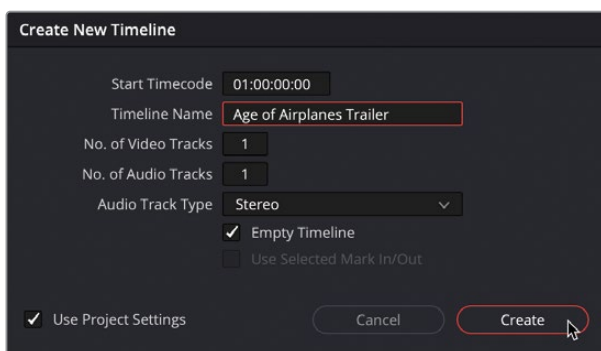 Create New Timeline
Start Timecode 01:00:00:00
Timeline Name Age of Airplanes Trailer
No. of Video Tracks 1
No. of Audio Tracks 1
Audio Track Type Stereo
Empty Timeline
Use Selected Mark In/Out
Use Project Settings Cancel Create